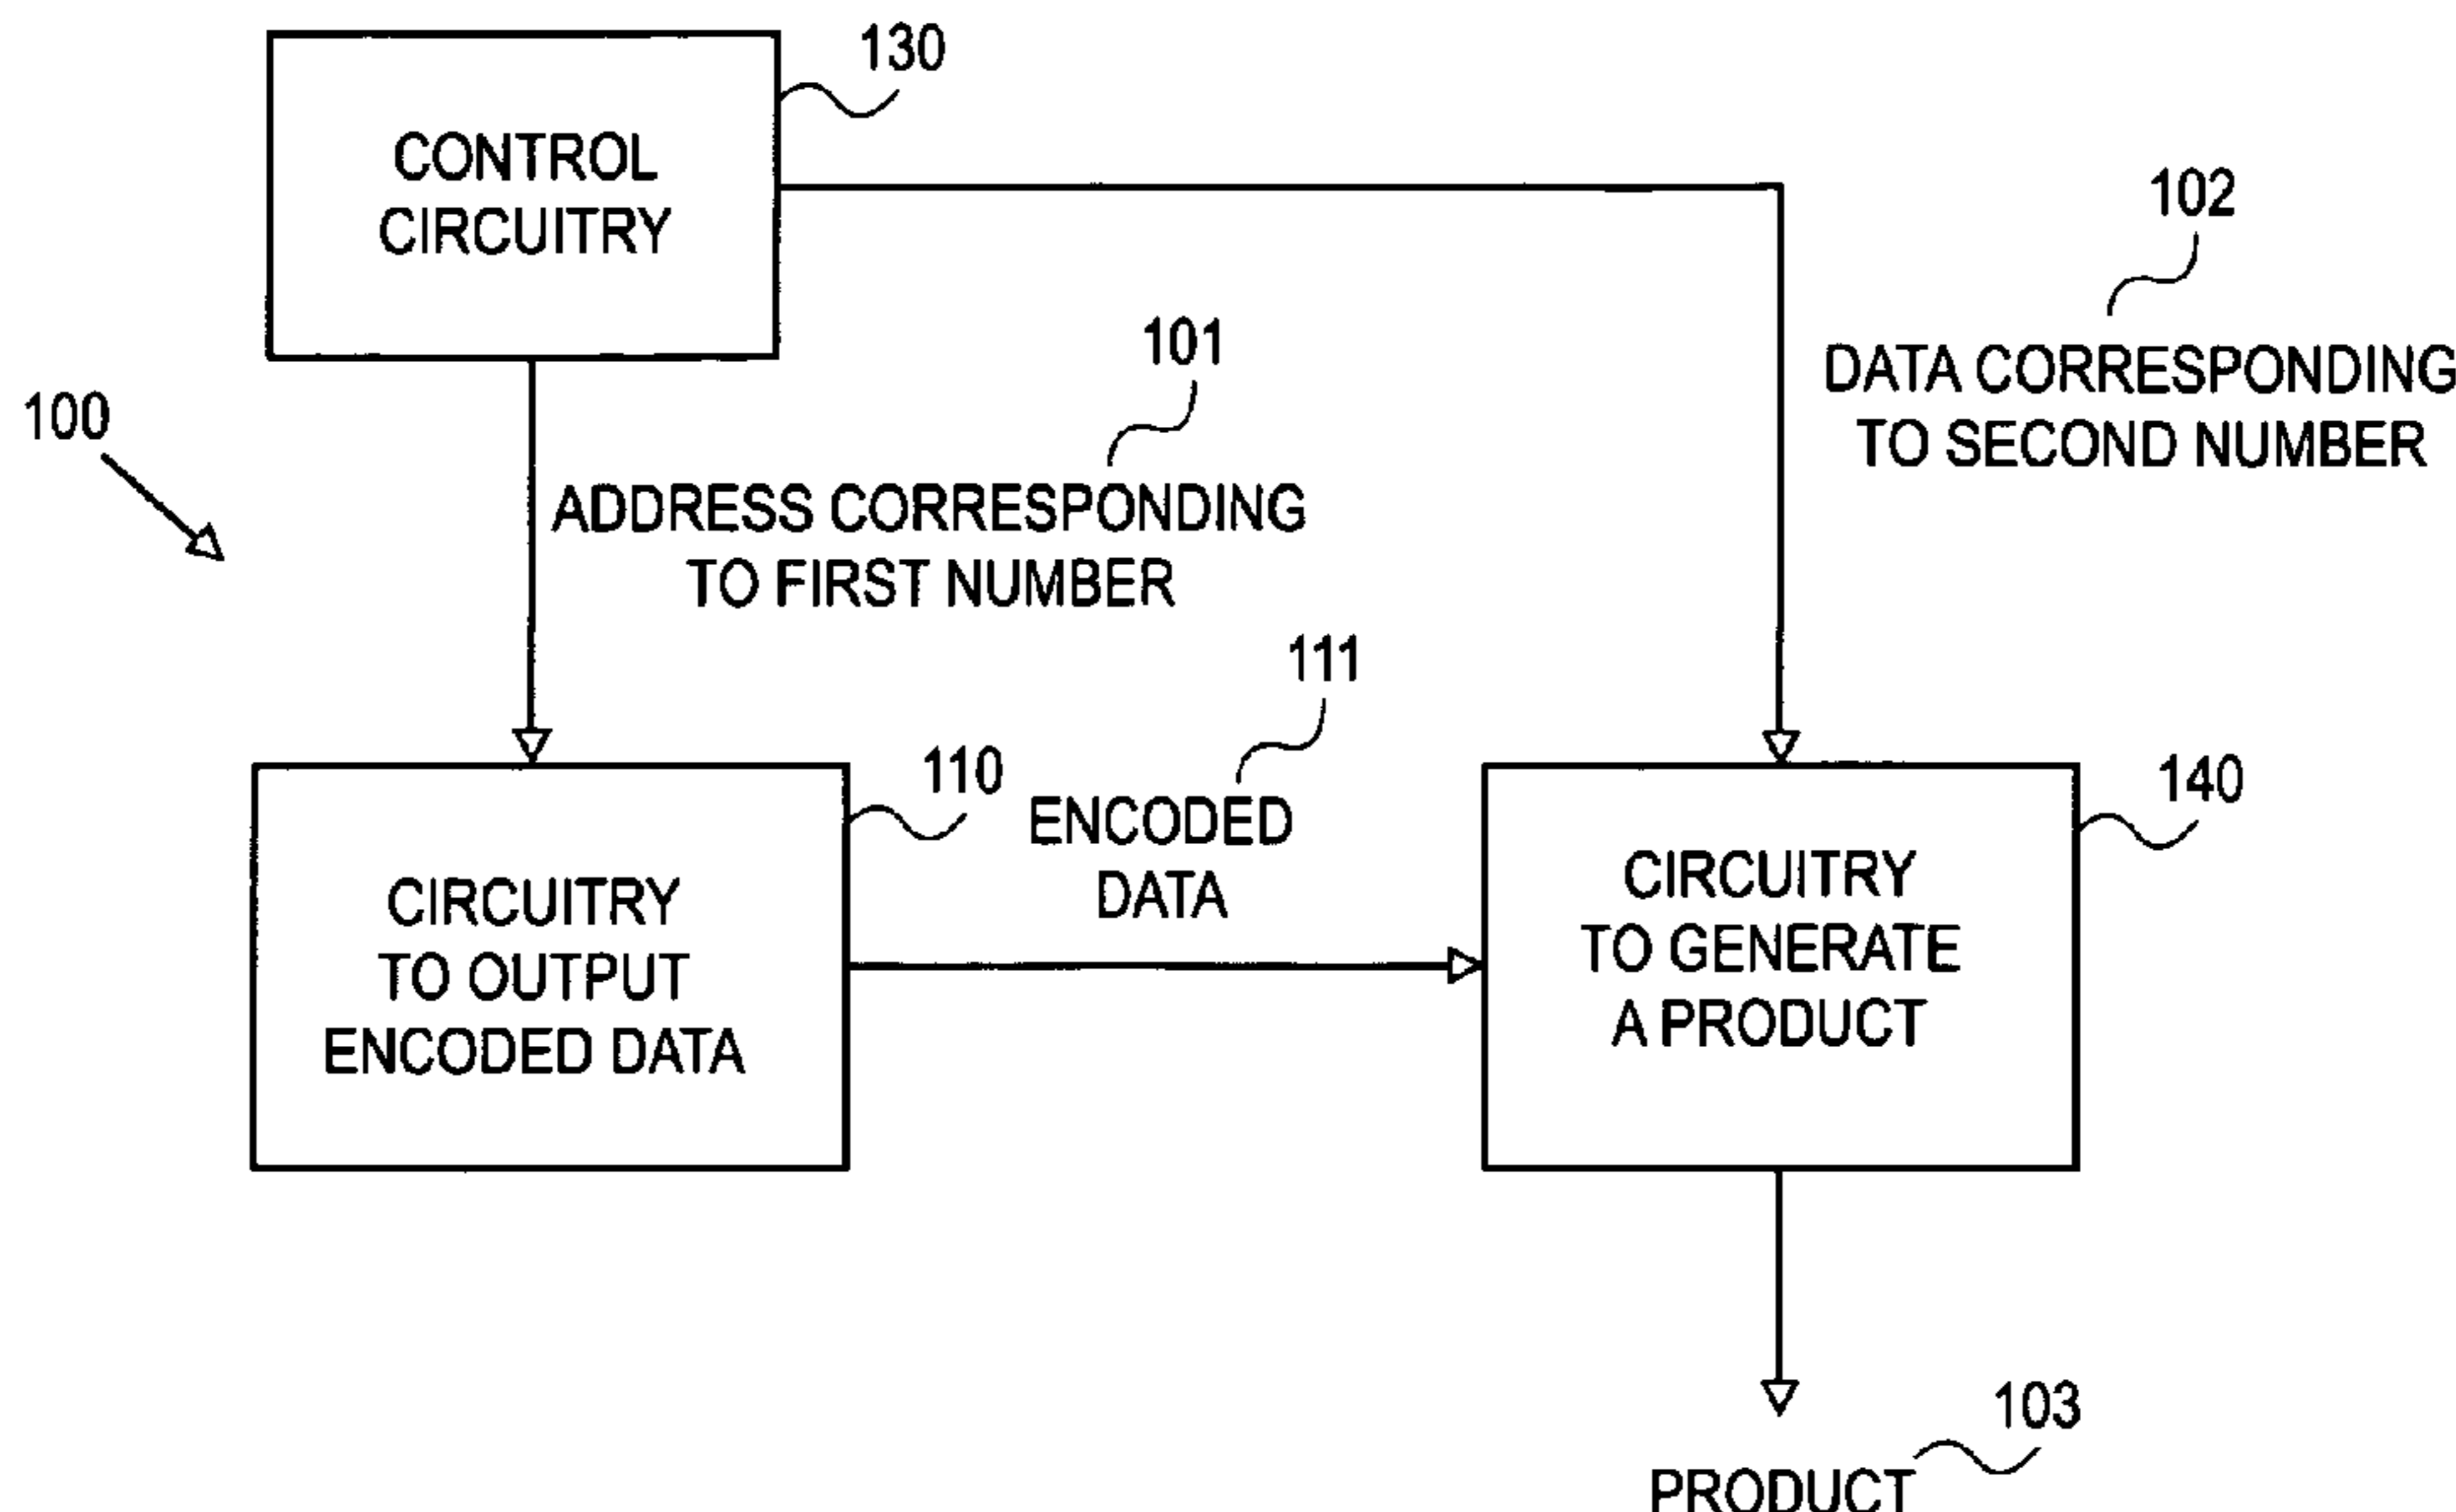 130
CONTROL
CIRCUITRY
102
DATA CORRESPONDING
TO SECOND NUMBER
101
ADDRESS CORRESPONDING
TO FIRST NUMBER
100
111
ENCODED
DATA
110
CIRCUITRY
TO OUTPUT
ENCODED DATA
140
CIRCUITRY
TO GENERATE
A PRODUCT
103
PRODUCT